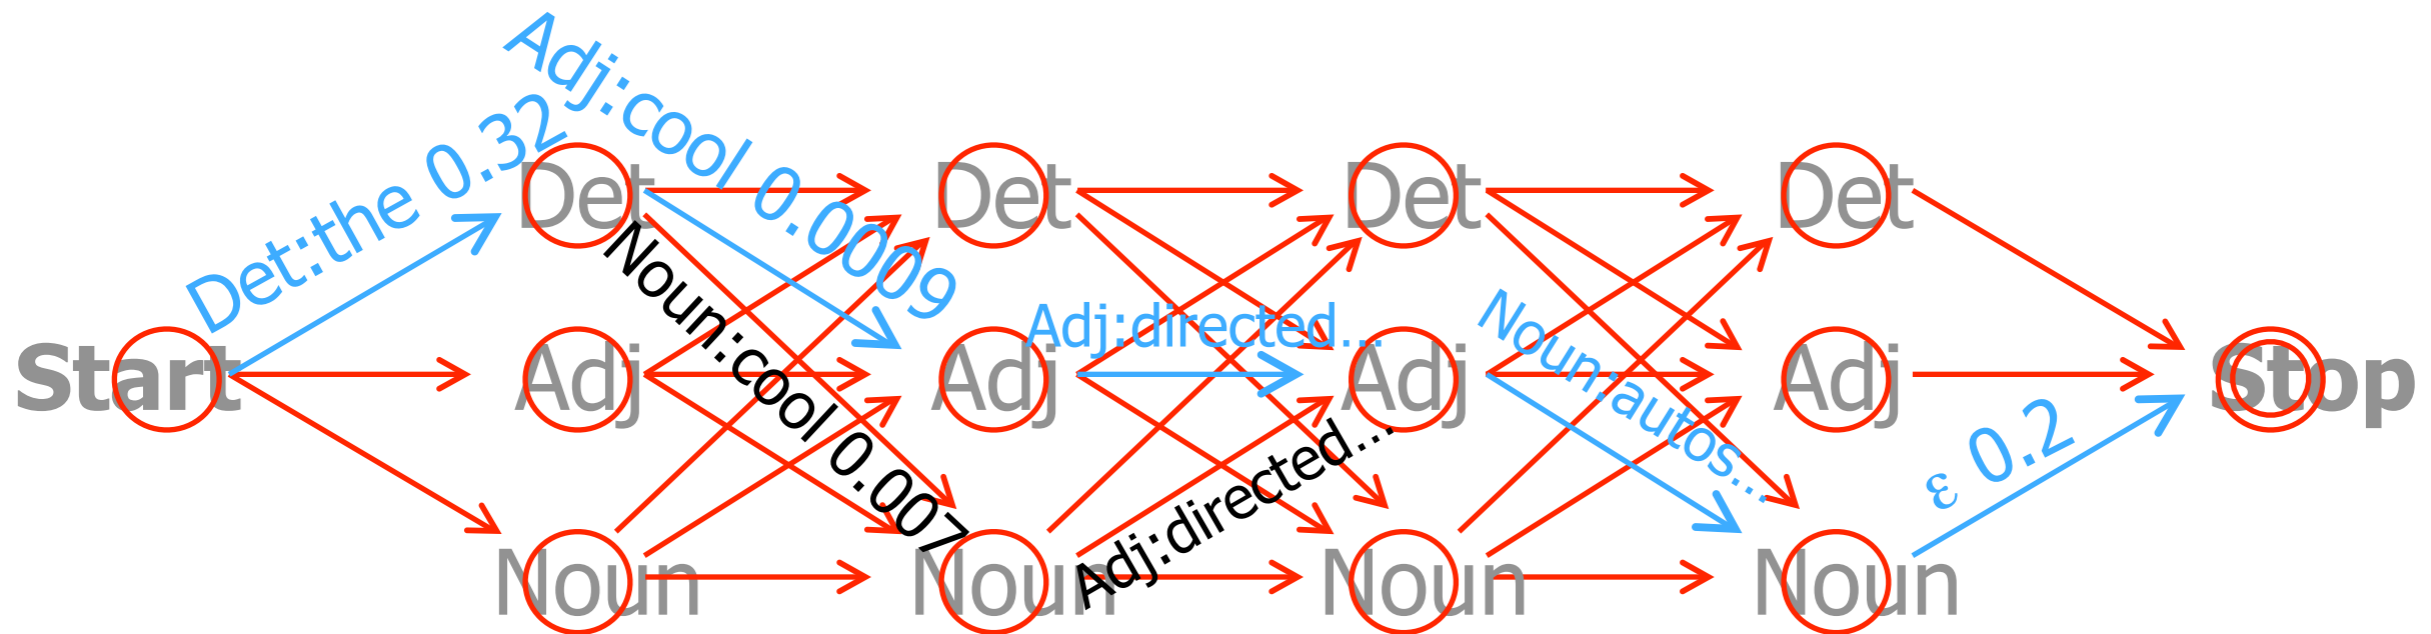 Adj:cool 0.0009
Det:the 0.32
Det Det Det Det
Noun:cool 0.007
Adj:directed...
Noun:autos...
Start Adj Adj Adj Adj Stop
Adj:directed...
ε 0.2
Noun Noun Noun Noun